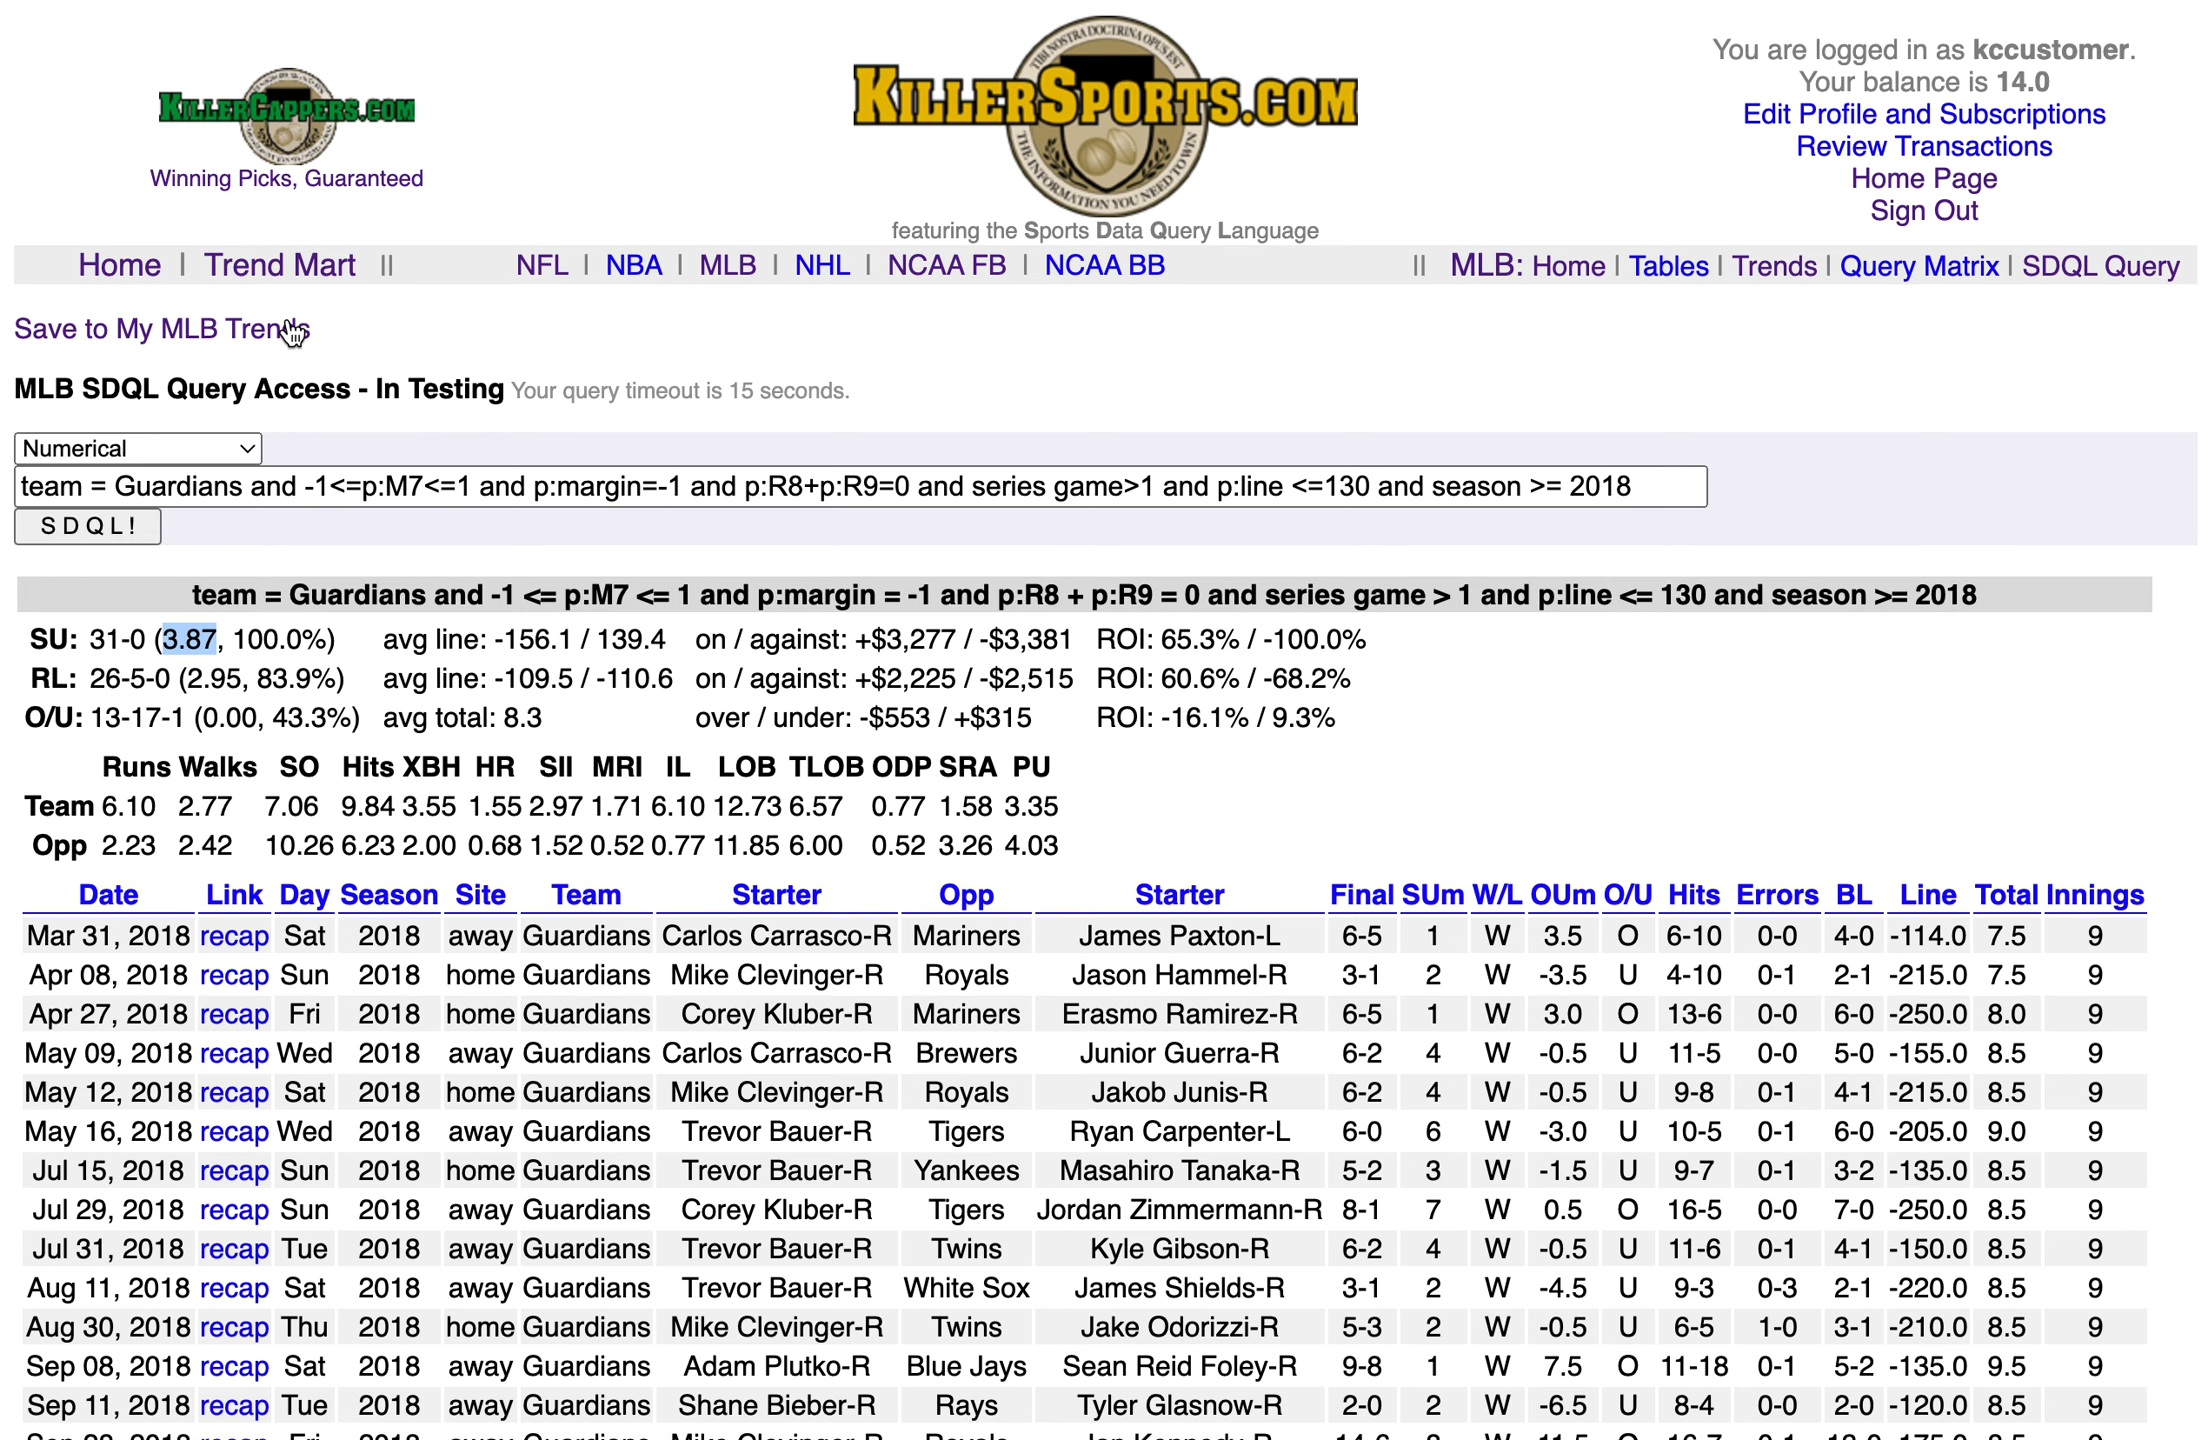 KILLERCAPPERS.COM
Winning Picks, Guaranteed
TIBI NOSTRA DOCTRINA OPUS EST
KILLERSPORTS.COM
THE INFORMATION YOU NEED TO WIN
featuring the Sports Data Query Language
You are logged in as kccustomer.
Your balance is 14.0
Edit Profile and Subscriptions
Review Transactions
Home Page
Sign Out
Home | Trend Mart || NFL | NBA | MLB | NHL | NCAA FB | NCAA BB || MLB: Home | Tables | Trends | Query Matrix | SDQL Query
Save to My MLB Trends
MLB SDQL Query Access - In Testing Your query timeout is 15 seconds.
Numerical
team = Guardians and -1<=p:M7<=1 and p:margin=-1 and p:R8+p:R9=0 and series game>1 and p:line <=130 and season >= 2018
S D Q L !
team = Guardians and -1 <= p:M7 <= 1 and p:margin = -1 and p:R8 + p:R9 = 0 and series game > 1 and p:line <= 130 and season >= 2018
SU: 31-0 (3.87, 100.0%) avg line: -156.1 / 139.4 on / against: +$3,277 / -$3,381 ROI: 65.3% / -100.0%
RL: 26-5-0 (2.95, 83.9%) avg line: -109.5 / -110.6 on / against: +$2,225 / -$2,515 ROI: 60.6% / -68.2%
O/U: 13-17-1 (0.00, 43.3%) avg total: 8.3 over / under: -$553 / +$315 ROI: -16.1% / 9.3%
Runs Walks SO Hits XBH HR SII MRI IL LOB TLOB ODP SRA PU
Team 6.10 2.77 7.06 9.84 3.55 1.55 2.97 1.71 6.10 12.73 6.57 0.77 1.58 3.35
Opp 2.23 2.42 10.26 6.23 2.00 0.68 1.52 0.52 0.77 11.85 6.00 0.52 3.26 4.03
Date Link Day Season Site Team Starter Opp Starter Final SUm W/L OUm O/U Hits Errors BL Line Total Innings
Mar 31, 2018 recap Sat 2018 away Guardians Carlos Carrasco-R Mariners James Paxton-L 6-5 1 W 3.5 O 6-10 0-0 4-0 -114.0 7.5 9
Apr 08, 2018 recap Sun 2018 home Guardians Mike Clevinger-R Royals Jason Hammel-R 3-1 2 W -3.5 U 4-10 0-1 2-1 -215.0 7.5 9
Apr 27, 2018 recap Fri 2018 home Guardians Corey Kluber-R Mariners Erasmo Ramirez-R 6-5 1 W 3.0 O 13-6 0-0 6-0 -250.0 8.0 9
May 09, 2018 recap Wed 2018 away Guardians Carlos Carrasco-R Brewers Junior Guerra-R 6-2 4 W -0.5 U 11-5 0-0 5-0 -155.0 8.5 9
May 12, 2018 recap Sat 2018 home Guardians Mike Clevinger-R Royals Jakob Junis-R 6-2 4 W -0.5 U 9-8 0-1 4-1 -215.0 8.5 9
May 16, 2018 recap Wed 2018 away Guardians Trevor Bauer-R Tigers Ryan Carpenter-L 6-0 6 W -3.0 U 10-5 0-1 6-0 -205.0 9.0 9
Jul 15, 2018 recap Sun 2018 home Guardians Trevor Bauer-R Yankees Masahiro Tanaka-R 5-2 3 W -1.5 U 9-7 0-1 3-2 -135.0 8.5 9
Jul 29, 2018 recap Sun 2018 away Guardians Corey Kluber-R Tigers Jordan Zimmermann-R 8-1 7 W 0.5 O 16-5 0-0 7-0 -250.0 8.5 9
Jul 31, 2018 recap Tue 2018 away Guardians Trevor Bauer-R Twins Kyle Gibson-R 6-2 4 W -0.5 U 11-6 0-1 4-1 -150.0 8.5 9
Aug 11, 2018 recap Sat 2018 away Guardians Trevor Bauer-R White Sox James Shields-R 3-1 2 W -4.5 U 9-3 0-3 2-1 -220.0 8.5 9
Aug 30, 2018 recap Thu 2018 home Guardians Mike Clevinger-R Twins Jake Odorizzi-R 5-3 2 W -0.5 U 6-5 1-0 3-1 -210.0 8.5 9
Sep 08, 2018 recap Sat 2018 away Guardians Adam Plutko-R Blue Jays Sean Reid Foley-R 9-8 1 W 7.5 O 11-18 0-1 5-2 -135.0 9.5 9
Sep 11, 2018 recap Tue 2018 away Guardians Shane Bieber-R Rays Tyler Glasnow-R 2-0 2 W -6.5 U 8-4 0-0 2-0 -120.0 8.5 9